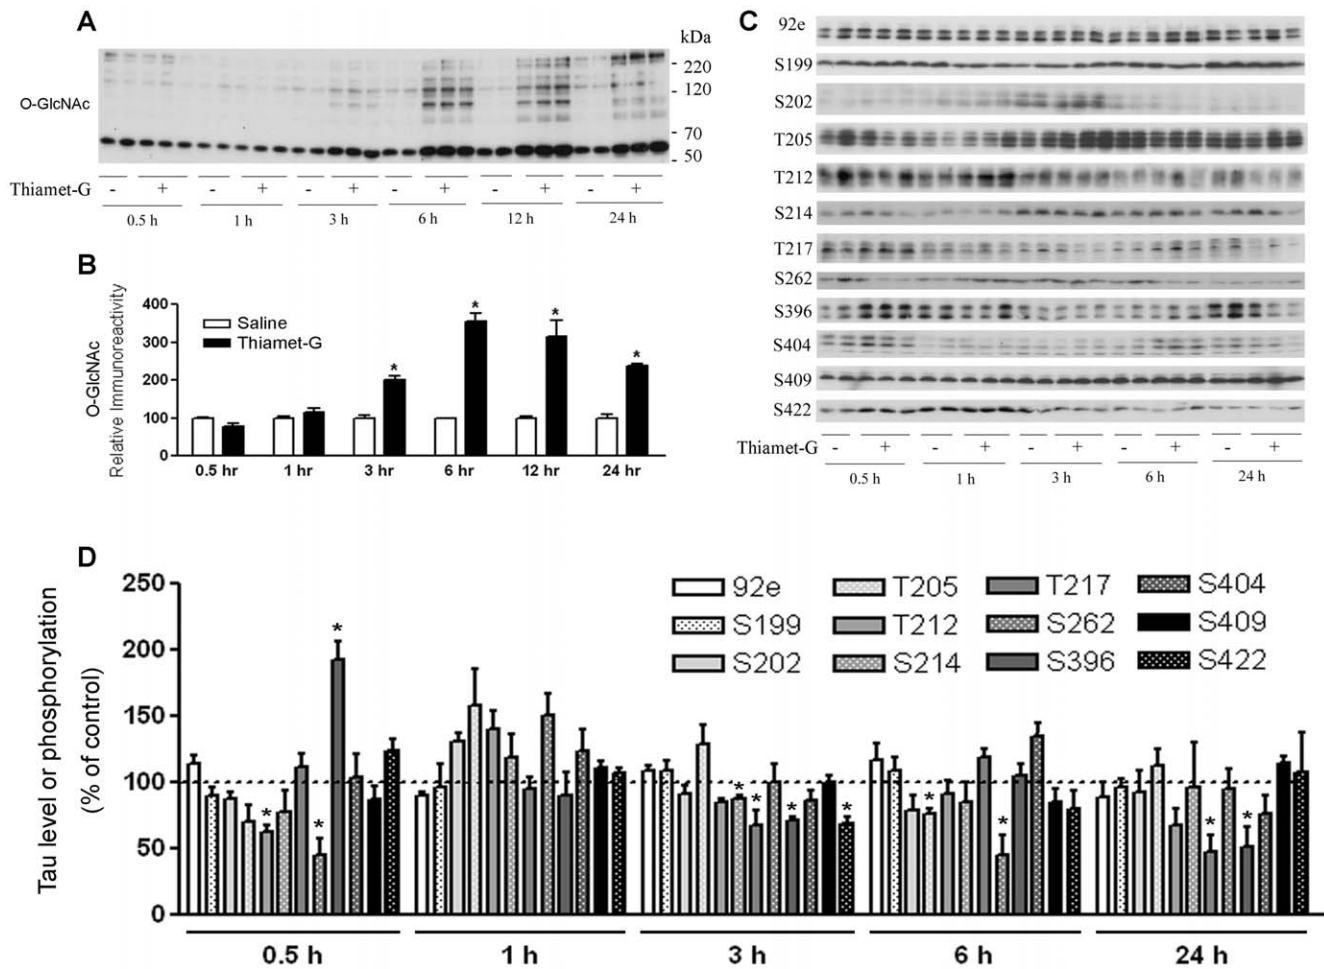 A
kDa
220
120
70
50
O-GlcNAc
Thiamet-G - + - + - + - + - + - +
0.5 h 1 h 3 h 6 h 12 h 24 h
B
O-GlcNAc
Relative Immunoreactivity
400
300
200
100
0
Saline
Thiamet-G
* * * *
0.5 hr 1 hr 3 hr 6 hr 12 hr 24 hr
C
92e
S199
S202
T205
T212
S214
T217
S262
S396
S404
S409
S422
Thiamet-G - + - + - + - + - +
0.5 h 1 h 3 h 6 h 24 h
D
Tau level or phosphorylation
(% of control)
250
200
150
100
50
0
92e T205 T217 S404
S199 T212 S262 S409
S202 S214 S396 S422
* * * * * * * * * * * *
0.5 h 1 h 3 h 6 h 24 h